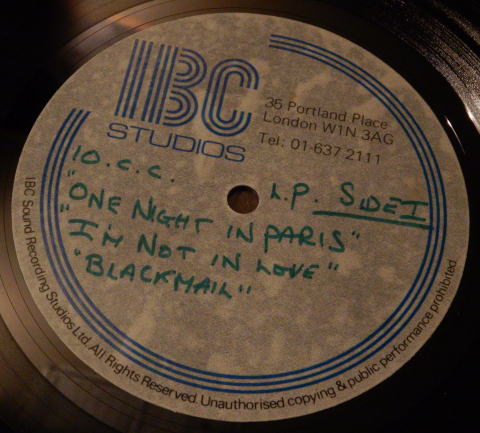 IBC
STUDIOS
35 Portland Place
London W1N 3AG
Tel: 01-637 2111
10.c.c.
L.P. SIDE I
"ONE NIGHT IN PARIS"
"I'M NOT IN LOVE"
"BLACKMAIL"
IBC Sound Recording Studios Ltd. All Rights Reserved. Unauthorised copying & public performance prohibited